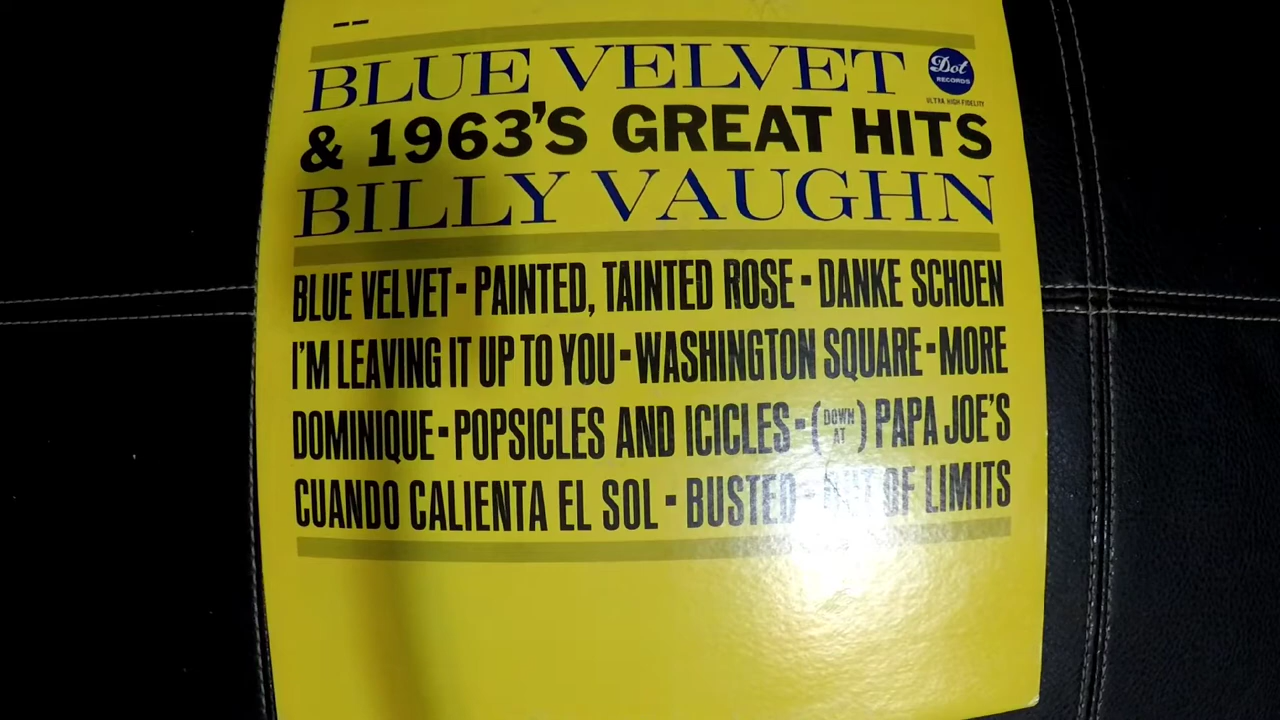 BLUE VELVET
Dot
RECORDS
ULTRA HIGH-FIDELITY
& 1963'S GREAT HITS
BILLY VAUGHN
BLUE VELVET - PAINTED, TAINTED ROSE - DANKE SCHOEN
I'M LEAVING IT UP TO YOU - WASHINGTON SQUARE - MORE
DOMINIQUE - POPSICLES AND ICICLES - (DOWN AT) PAPA JOE'S
CUANDO CALIENTA EL SOL - BUSTED - OUT OF LIMITS